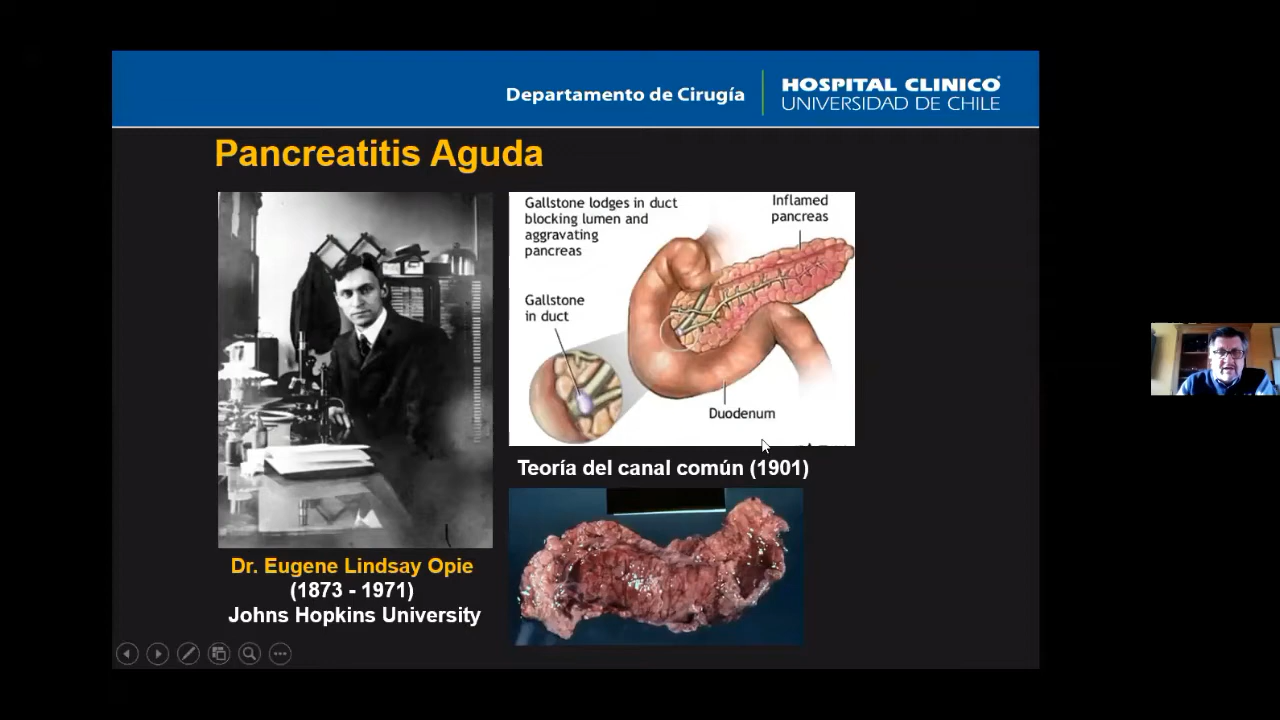 Departamento de Cirugía
HOSPITAL CLINICO
UNIVERSIDAD DE CHILE
Pancreatitis Aguda
Gallstone lodges in duct
blocking lumen and
aggravating
pancreas
Inflamed
pancreas
Gallstone
in duct
Duodenum
Teoría del canal común (1901)
Dr. Eugene Lindsay Opie
(1873 - 1971)
Johns Hopkins University